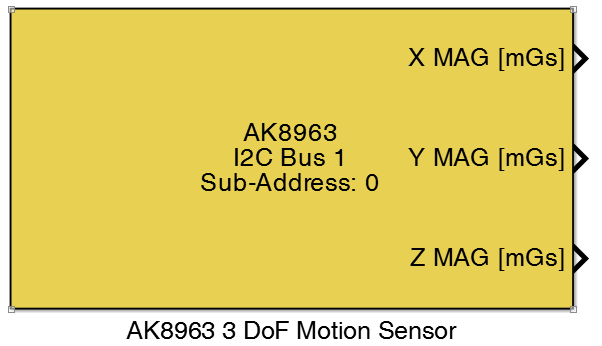 X MAG [mGs]
AK8963
I2C Bus 1
Y MAG [mGs]
Sub-Address: 0
Z MAG [mGs]
AK8963 3 DoF Motion Sensor